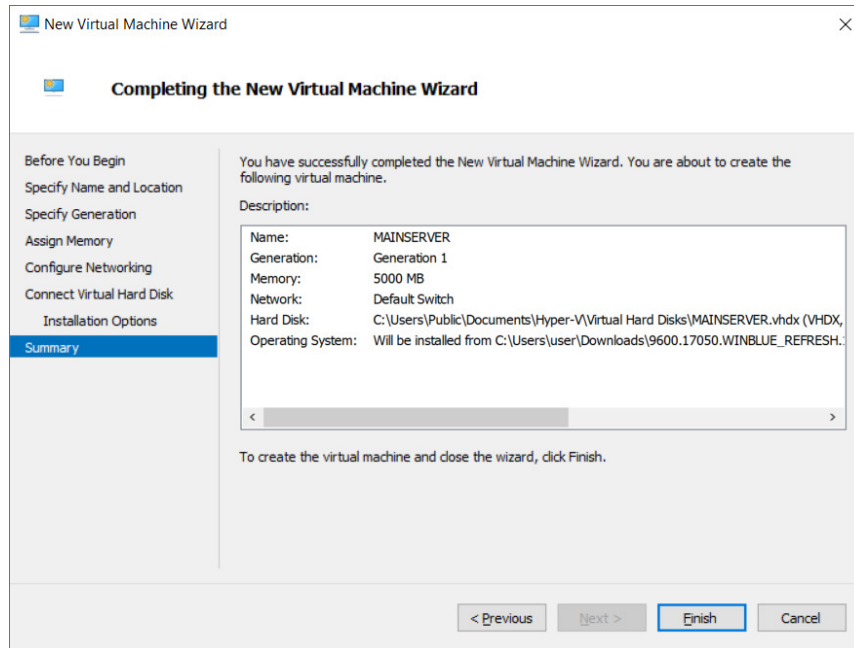 New Virtual Machine Wizard
Completing the New Virtual Machine Wizard
Before You Begin
Specify Name and Location
Specify Generation
Assign Memory
Configure Networking
Connect Virtual Hard Disk
Installation Options
Summary
You have successfully completed the New Virtual Machine Wizard. You are about to create the
following virtual machine.
Description:
Name: MAINSERVER
Generation: Generation 1
Memory: 5000 MB
Network: Default Switch
Hard Disk: C:\Users\Public\Documents\Hyper-V\Virtual Hard Disks\MAINSERVER.vhdx (VHDX,
Operating System: Will be installed from C:\Users\user\Downloads\9600.17050.WINBLUE_REFRESH.
To create the virtual machine and close the wizard, click Finish.
< Previous
Next >
Finish
Cancel